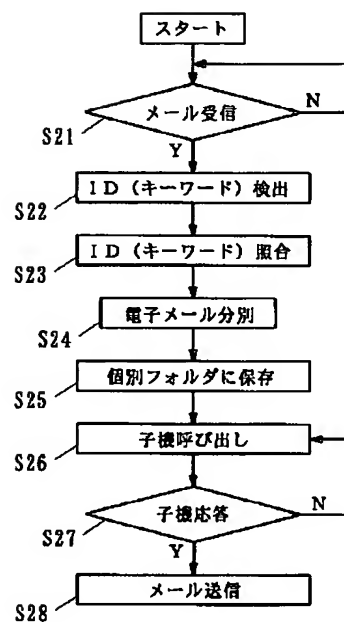 スタート
メール受信
N
S21
Y
ID(キーワード)検出
S22
ID(キーワード)照合
S23
電子メール分別
S24
個別フォルダに保存
S25
子機呼び出し
S26
子機応答
N
S27
Y
メール送信
S28